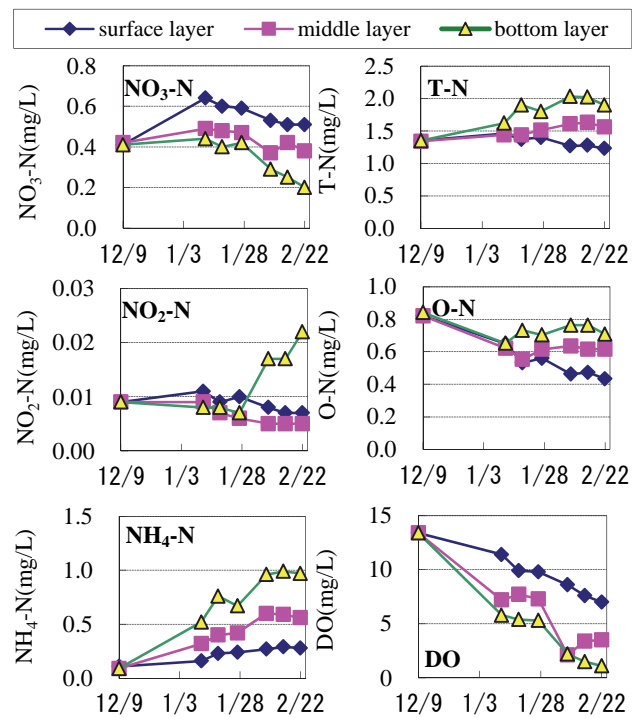 surface layer middle layer bottom layer
NO₃-N T-N
NO₃-N(mg/L) 0.8 0.6 0.4 0.2 0.0
T-N(mg/L) 2.5 2.0 1.5 1.0 0.5 0.0
12/9 1/3 1/28 2/22 12/9 1/3 1/28 2/22
NO₂-N O-N
NO₂-N(mg/L) 0.03 0.02 0.01 0.00
O-N(mg/L) 1.0 0.8 0.6 0.4 0.2 0.0
12/9 1/3 1/28 2/22 12/9 1/3 1/28 2/22
NH₄-N DO
NH₄-N(mg/L) 1.5 1.0 0.5 0.0
DO(mg/L) 15 10 5 0
12/9 1/3 1/28 2/22 12/9 1/3 1/28 2/22